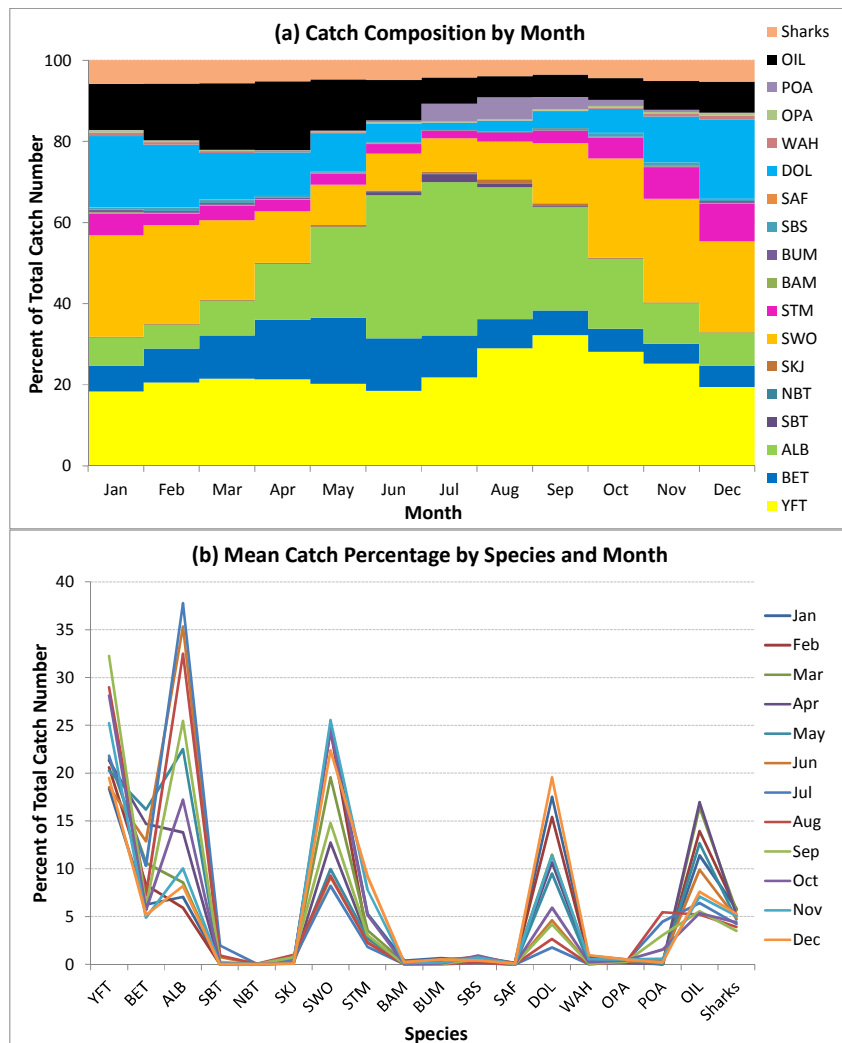 (a) Catch Composition by Month
Percent of Total Catch Number
100
80
60
40
20
0
Jan Feb Mar Apr May Jun Jul Aug Sep Oct Nov Dec
Month
Sharks
OIL
POA
OPA
WAH
DOL
SAF
SBS
BUM
BAM
STM
SWO
SKJ
NBT
SBT
ALB
BET
YFT
(b) Mean Catch Percentage by Species and Month
Percent of Total Catch Number
40
35
30
25
20
15
10
5
0
YFT BET ALB SBT NBT SKJ SWO STM BAM BUM SBS SAF DOL WAH OPA POA OIL Sharks
Species
Jan
Feb
Mar
Apr
May
Jun
Jul
Aug
Sep
Oct
Nov
Dec